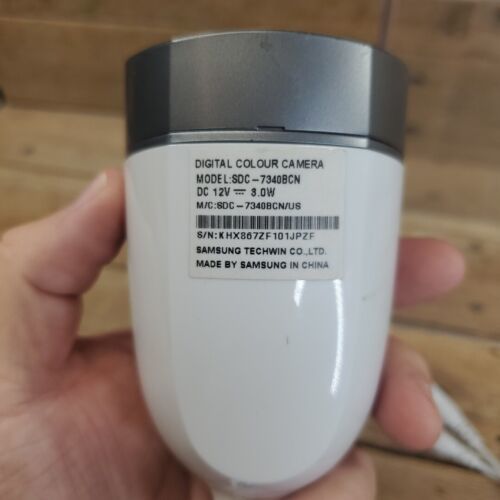 DIGITAL COLOUR CAMERA
MODEL:SDC-7340BCN
DC 12V ⎓ 3.0W
M/C:SDC-7340BCN/US
S/N:KHX867ZF101JPZF
SAMSUNG TECHWIN CO.,LTD.
MADE BY SAMSUNG IN CHINA